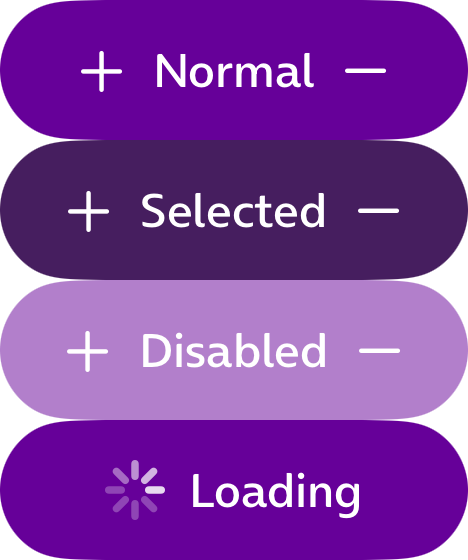 + Normal −
+ Selected −
+ Disabled −
Loading